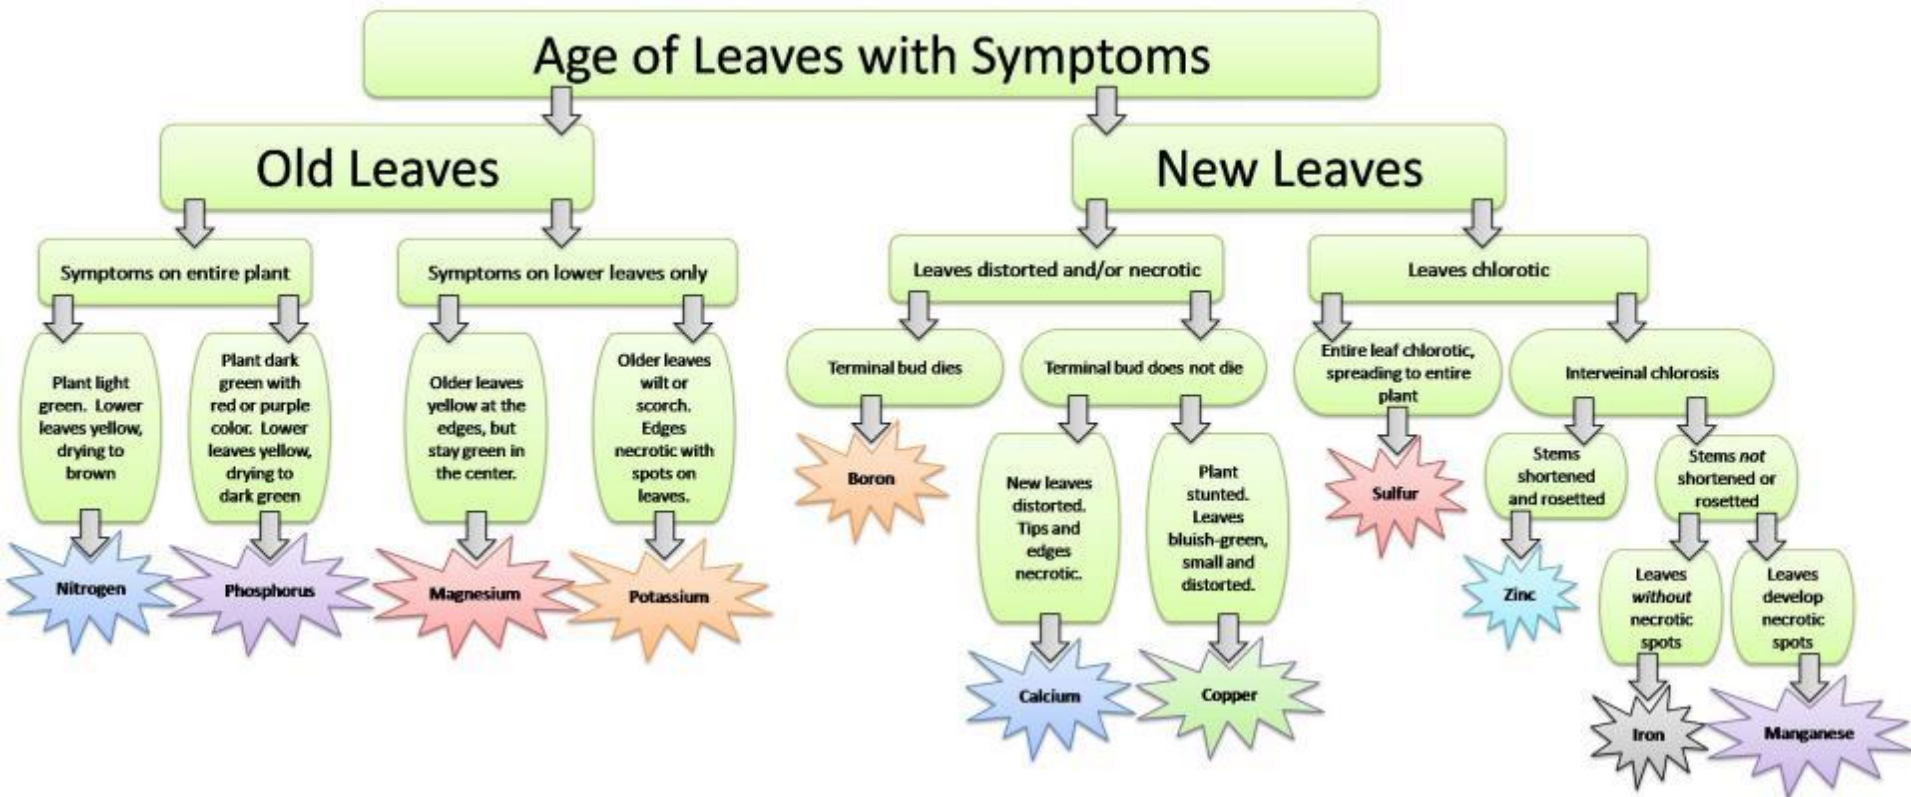 Age of Leaves with Symptoms
Old Leaves
New Leaves
Symptoms on entire plant
Symptoms on lower leaves only
Leaves distorted and/or necrotic
Leaves chlorotic
Plant light
green. Lower
leaves yellow,
drying to
brown
Plant dark
green with
red or purple
color. Lower
leaves yellow,
drying to
dark green
Older leaves
yellow at the
edges, but
stay green in
the center.
Older leaves
wilt or
scorch.
Edges
necrotic with
spots on
leaves.
Terminal bud dies
Terminal bud does not die
Entire leaf chlorotic,
spreading to entire
plant
Interveinal chlorosis
Nitrogen
Phosphorus
Magnesium
Potassium
Boron
New leaves
distorted.
Tips and
edges
necrotic.
Plant
stunted.
Leaves
bluish-green,
small and
distorted.
Sulfur
Stems
shortened
and rosetted
Stems not
shortened or
rosetted
Calcium
Copper
Zinc
Leaves
without
necrotic
spots
Leaves
develop
necrotic
spots
Iron
Manganese